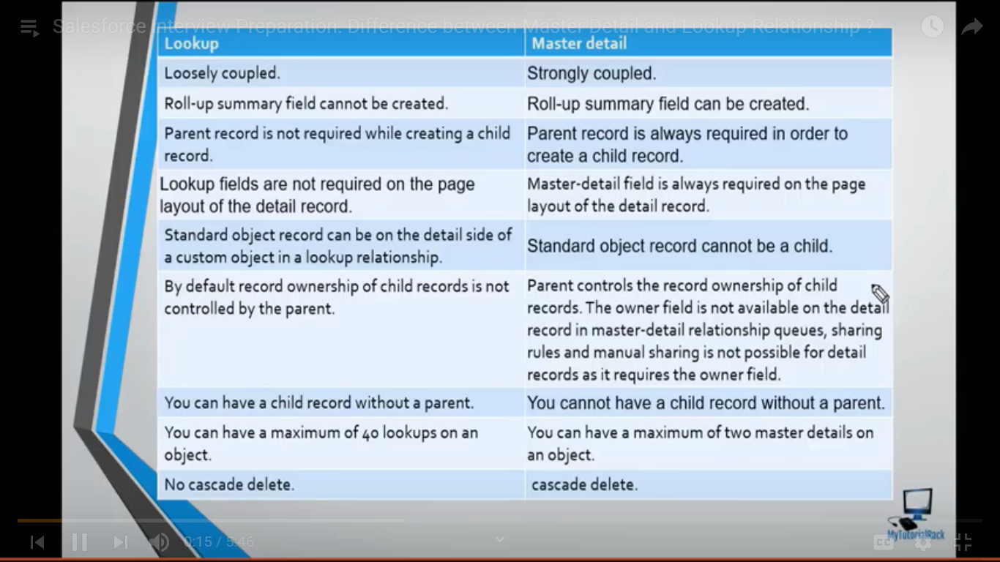 Salesforce Interview Preparation: Difference between Master Detail and Lookup Relationship ?
Lookup
Master detail
Loosely coupled.
Strongly coupled.
Roll-up summary field cannot be created.
Roll-up summary field can be created.
Parent record is not required while creating a child
record.
Parent record is always required in order to
create a child record.
Lookup fields are not required on the page
layout of the detail record.
Master-detail field is always required on the page
layout of the detail record.
Standard object record can be on the detail side of
a custom object in a lookup relationship.
Standard object record cannot be a child.
By default record ownership of child records is not
controlled by the parent.
Parent controls the record ownership of child
records. The owner field is not available on the detail
record in master-detail relationship queues, sharing
rules and manual sharing is not possible for detail
records as it requires the owner field.
You can have a child record without a parent.
You cannot have a child record without a parent.
You can have a maximum of 40 lookups on an
object.
You can have a maximum of two master details on
an object.
No cascade delete.
cascade delete.
MyTutorialRack
0:15 / 5:46
CC